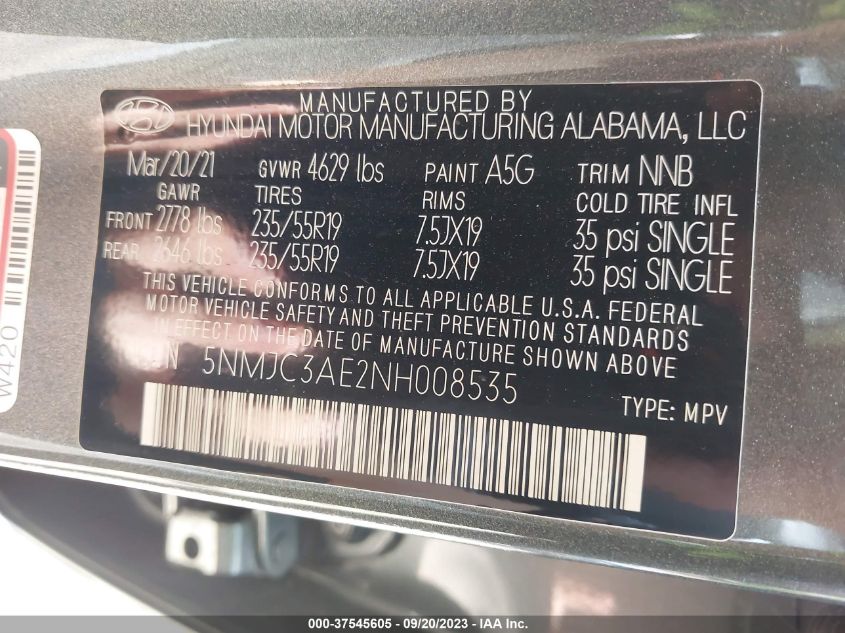 MANUFACTURED BY
HYUNDAI MOTOR MANUFACTURING ALABAMA, LLC
Mar/20/21 GVWR 4629 lbs PAINT A5G TRIM NNB
GAWR TIRES RIMS COLD TIRE INFL
FRONT 2778 lbs 235/55R19 7.5JX19 35 psi SINGLE
REAR 2646 lbs 235/55R19 7.5JX19 35 psi SINGLE
THIS VEHICLE CONFORMS TO ALL APPLICABLE U.S.A. FEDERAL
MOTOR VEHICLE SAFETY AND THEFT PREVENTION STANDARDS
IN EFFECT ON THE DATE OF MANUFACTURE SHOWN ABOVE
5NMJC3AE2NH008535
TYPE: MPV
W420
000-37545605 - 09/20/2023 - IAA Inc.